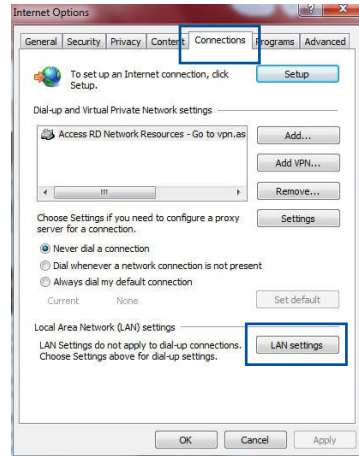 Internet Options
General Security Privacy Content Connections Programs Advanced
To set up an Internet connection, click
Setup.
Setup
Dial-up and Virtual Private Network settings
Access RD Network Resources - Go to vpn.as
Add...
Add VPN...
Remove...
Choose Settings if you need to configure a proxy
server for a connection.
Settings
Never dial a connection
Dial whenever a network connection is not present
Always dial my default connection
Current None
Set default
Local Area Network (LAN) settings
LAN Settings do not apply to dial-up connections.
Choose Settings above for dial-up settings.
LAN settings
OK Cancel Apply